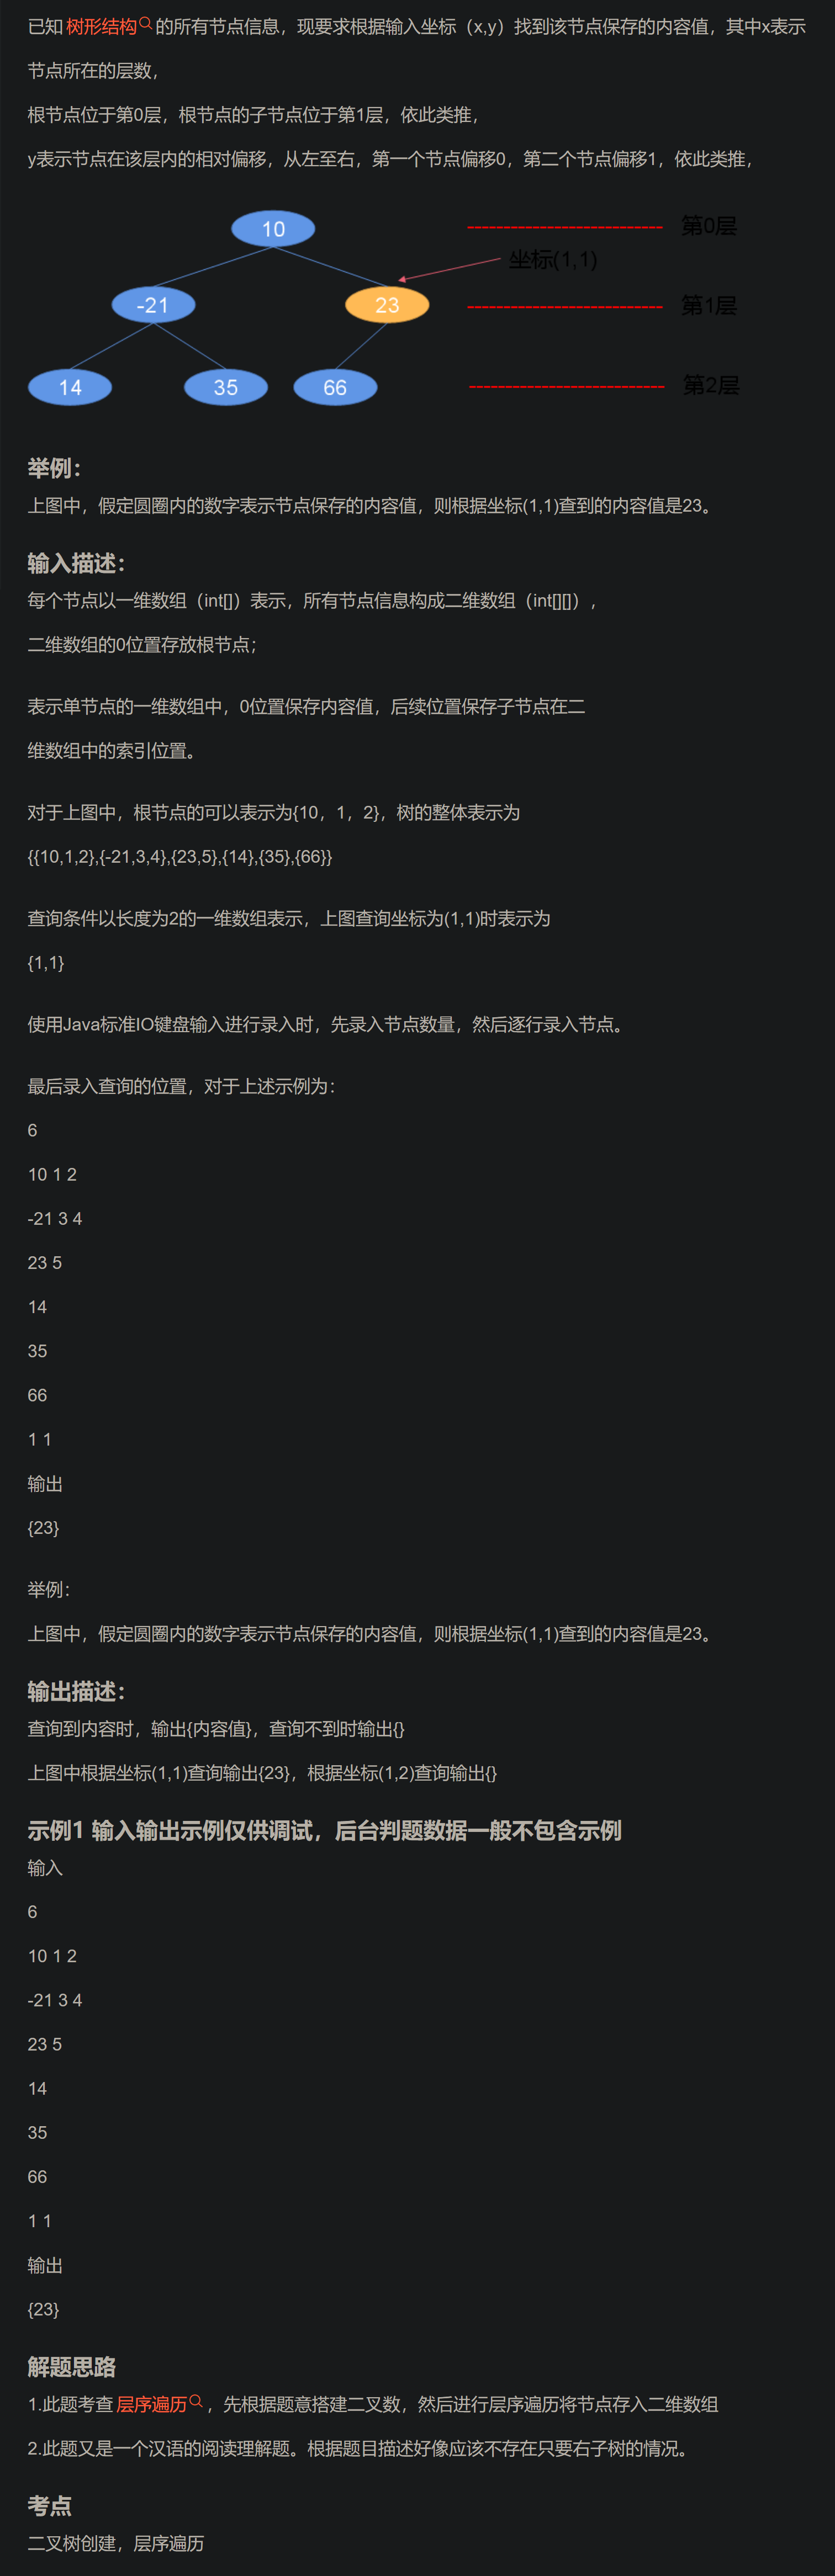 已知 树形结构 的所有节点信息，现要求根据输入坐标（x,y）找到该节点保存的内容值，其中x表示
节点所在的层数，
根节点位于第0层，根节点的子节点位于第1层，依此类推，
y表示节点在该层内的相对偏移，从左至右，第一个节点偏移0，第二个节点偏移1，依此类推，
10
第0层
坐标(1,1)
-21
23
第1层
14
35
66
第2层
举例：
上图中，假定圆圈内的数字表示节点保存的内容值，则根据坐标(1,1)查到的内容值是23。
输入描述：
每个节点以一维数组（int[]）表示，所有节点信息构成二维数组（int[][]），
二维数组的0位置存放根节点；
表示单节点的一维数组中，0位置保存内容值，后续位置保存子节点在二
维数组中的索引位置。
对于上图中，根节点的可以表示为{10，1，2}，树的整体表示为
{{10,1,2},{-21,3,4},{23,5},{14},{35},{66}}
查询条件以长度为2的一维数组表示，上图查询坐标为(1,1)时表示为
{1,1}
使用Java标准IO键盘输入进行录入时，先录入节点数量，然后逐行录入节点。
最后录入查询的位置，对于上述示例为：
6
10 1 2
-21 3 4
23 5
14
35
66
1 1
输出
{23}
举例：
上图中，假定圆圈内的数字表示节点保存的内容值，则根据坐标(1,1)查到的内容值是23。
输出描述：
查询到内容时，输出{内容值}，查询不到时输出{}
上图中根据坐标(1,1)查询输出{23}，根据坐标(1,2)查询输出{}
示例1 输入输出示例仅供调试，后台判题数据一般不包含示例
输入
6
10 1 2
-21 3 4
23 5
14
35
66
1 1
输出
{23}
解题思路
1.此题考查 层序遍历 ，先根据题意搭建二叉数，然后进行层序遍历将节点存入二维数组
2.此题又是一个汉语的阅读理解题。根据题目描述好像应该不存在只要右子树的情况。
考点
二叉树创建，层序遍历